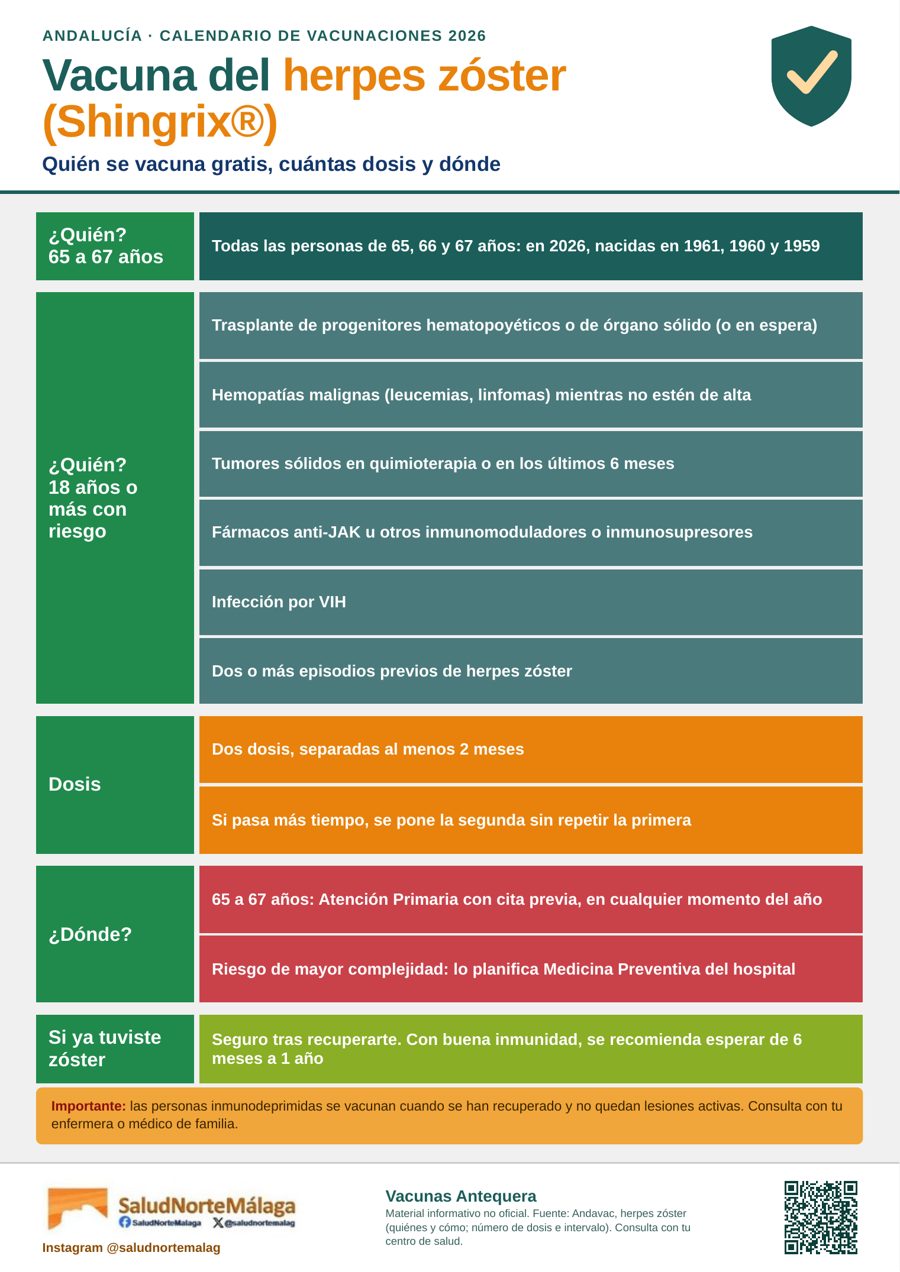 ANDALUCÍA · CALENDARIO DE VACUNACIONES 2026
Vacuna del herpes zóster
(Shingrix®)
Quién se vacuna gratis, cuántas dosis y dónde
¿Quién?
65 a 67 años
Todas las personas de 65, 66 y 67 años: en 2026, nacidas en 1961, 1960 y 1959
¿Quién?
18 años o
más con
riesgo
Trasplante de progenitores hematopoyéticos o de órgano sólido (o en espera)
Hemopatías malignas (leucemias, linfomas) mientras no estén de alta
Tumores sólidos en quimioterapia o en los últimos 6 meses
Fármacos anti-JAK u otros inmunomoduladores o inmunosupresores
Infección por VIH
Dos o más episodios previos de herpes zóster
Dosis
Dos dosis, separadas al menos 2 meses
Si pasa más tiempo, se pone la segunda sin repetir la primera
¿Dónde?
65 a 67 años: Atención Primaria con cita previa, en cualquier momento del año
Riesgo de mayor complejidad: lo planifica Medicina Preventiva del hospital
Si ya tuviste
zóster
Seguro tras recuperarte. Con buena inmunidad, se recomienda esperar de 6
meses a 1 año
Importante: las personas inmunodeprimidas se vacunan cuando se han recuperado y no quedan lesiones activas. Consulta con tu
enfermera o médico de familia.
SaludNorteMálaga
SaludNorteMalaga @saludnortemalag
Instagram @saludnortemalag
Vacunas Antequera
Material informativo no oficial. Fuente: Andavac, herpes zóster
(quiénes y cómo; número de dosis e intervalo). Consulta con tu
centro de salud.